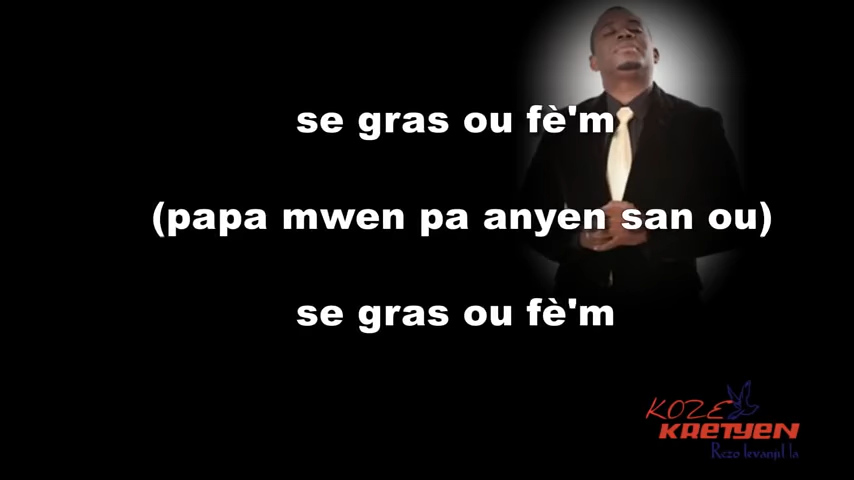 se gras ou fè'm
(papa mwen pa anyen san ou)
se gras ou fè'm
KOZE
KRETYEN
Rezo levanjil la